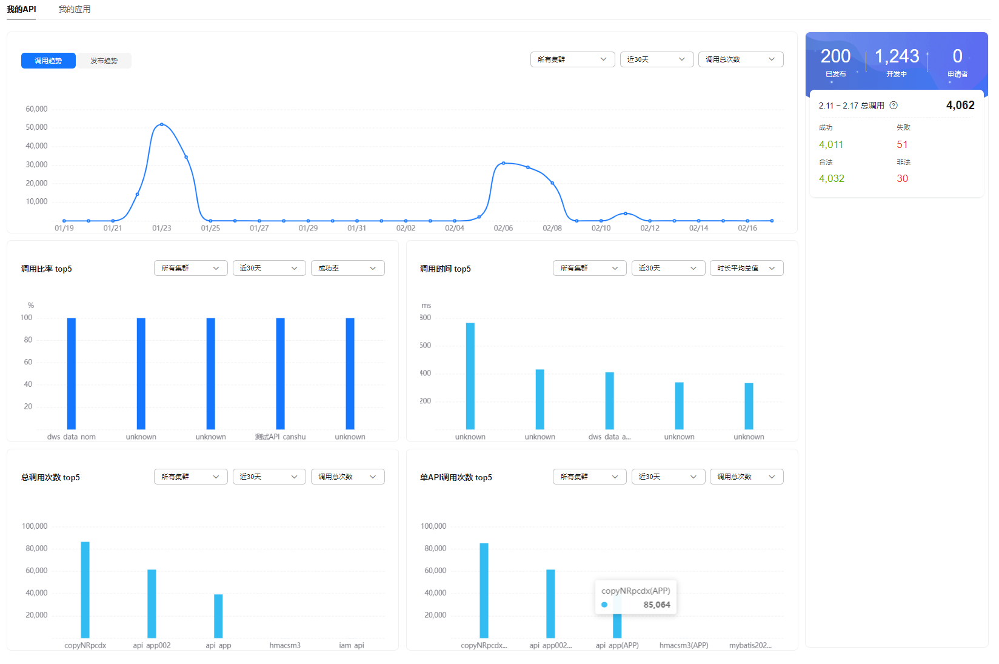 我的API 我的应用
调用趋势 发布趋势 所有集群 近30天 调用总次数
60,000
50,000
40,000
30,000
20,000
10,000
01/19 01/21 01/23 01/25 01/27 01/29 01/31 02/02 02/04 02/06 02/08 02/10 02/12 02/14 02/16
200 1,243 0
已发布 开发中 申请者
2.11 ~ 2.17 总调用 ? 4,062
成功 失败
4,011 51
合法 非法
4,032 30
调用比率 top5 所有集群 近30天 成功率
%
100
80
60
40
20
dws data nom unknown unknown 测试API canshu unknown
调用时间 top5 所有集群 近30天 时长平均总值
ms
800
600
400
200
unknown unknown dws data a... unknown unknown
总调用次数 top5 所有集群 近30天 调用总次数
100,000
80,000
60,000
40,000
20,000
copyNRpcdx api app002 api app hmacsm3 iam api
单API调用次数 top5 所有集群 近30天 调用总次数
100,000
80,000
60,000
40,000
20,000
copyNRpcdx(APP)
85,064
copyNRpcdx... api app002... api app(APP) hmacsm3(APP) mybatis202...